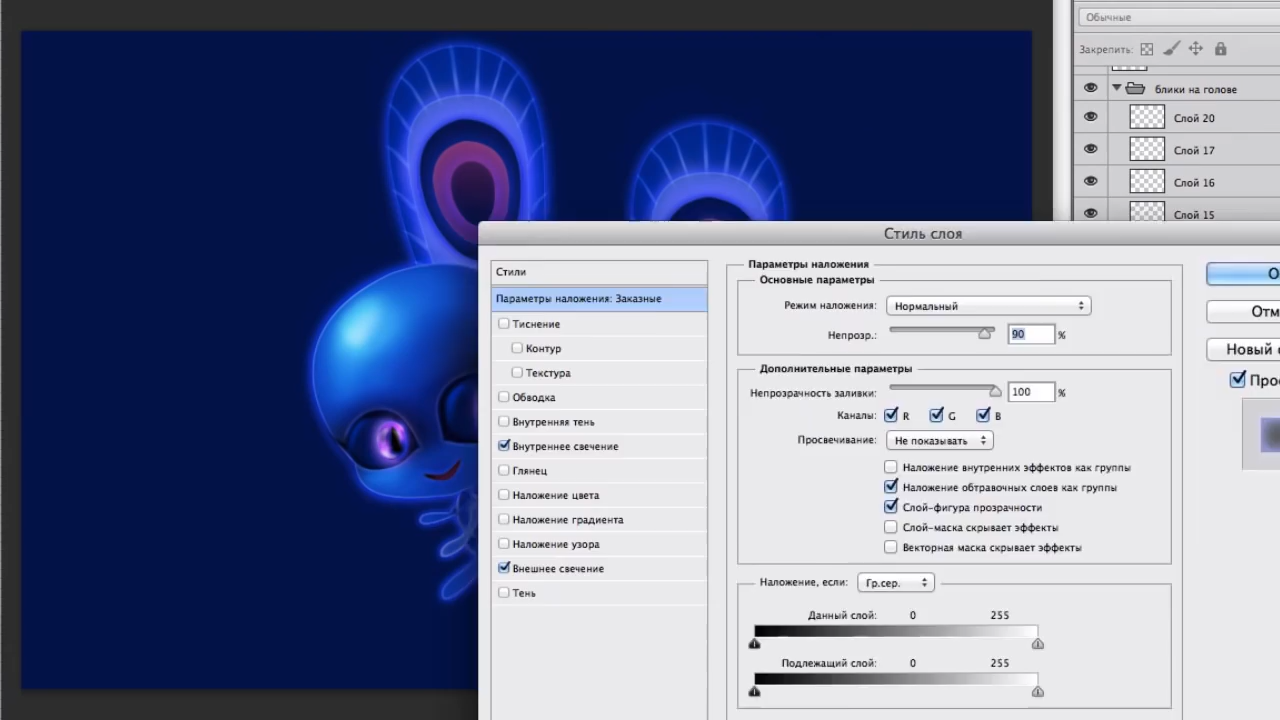 Обычные
Закрепить:
блики на голове
Слой 20
Слой 17
Слой 16
Слой 15
Стиль слоя
Стили
Параметры наложения: Заказные
Тиснение
Контур
Текстура
Обводка
Внутренняя тень
Внутреннее свечение
Глянец
Наложение цвета
Наложение градиента
Наложение узора
Внешнее свечение
Тень
Параметры наложения
Основные параметры
Режим наложения: Нормальный
Непрозр.: 90 %
Дополнительные параметры
Непрозрачность заливки: 100 %
Каналы: R G B
Просвечивание: Не показывать
Наложение внутренних эффектов как группы
Наложение обтравочных слоев как группы
Слой-фигура прозрачности
Слой-маска скрывает эффекты
Векторная маска скрывает эффекты
Наложение, если: Гр.сер.
Данный слой: 0 255
Подлежащий слой: 0 255
О
Отм
Новый
Прос